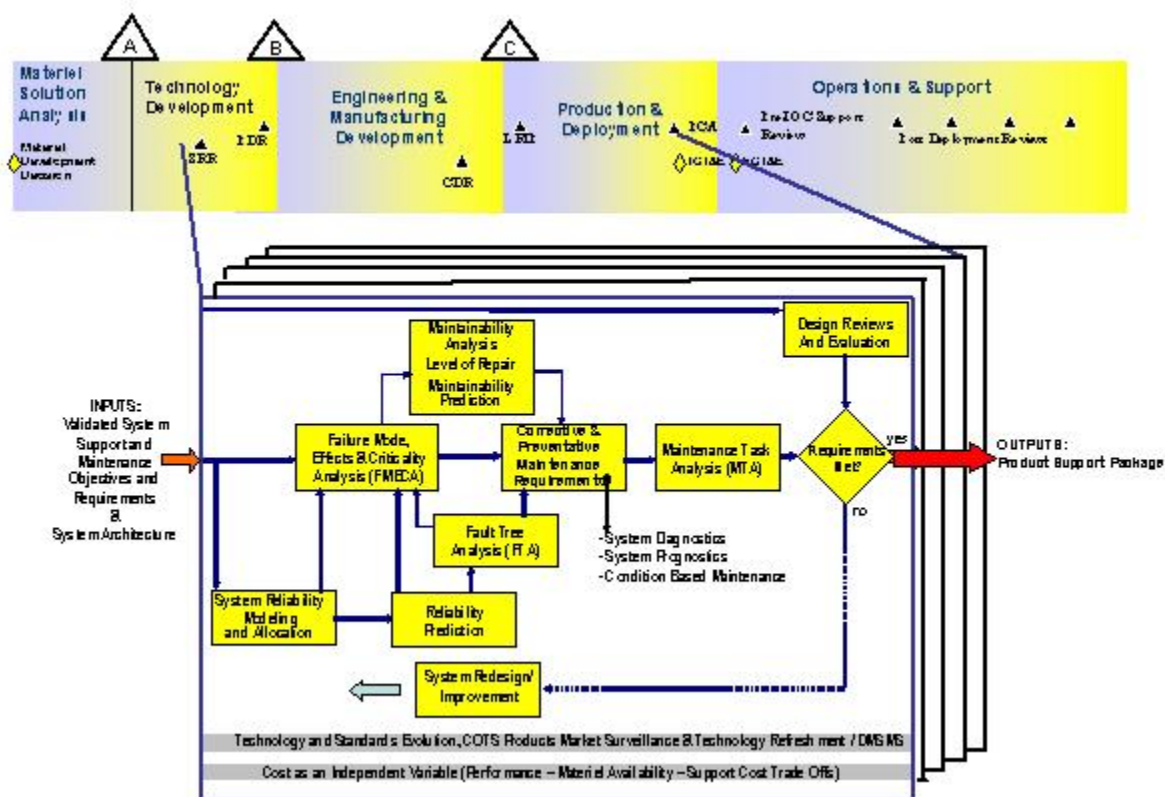 A
B
C
Materiel
Solution
Analysis
Technology
Development
Engineering &
Manufacturing
Development
Production &
Deployment
Operations & Support
Materiel
Development
Decision
SRR
PDR
CDR
LRIP
PCA
Pre-IOC Support
Review
Post Deployment Reviews
INPUTS:
Validated System
Support and
Maintenance
Objectives and
Requirements
&
System Architecture
Maintainability
Analysis
Level of Repair
Maintainability
Prediction
Design Reviews
And Evaluation
Failure Mode,
Effects & Criticality
Analysis (FMECA)
Corrective &
Preventative
Maintenance
Requirements
Maintenance Task
Analysis (MTA)
Requirements
Met?
yes
no
OUTPUTS:
Product Support Package
Fault Tree
Analysis (FTA)
-System Diagnostics
-System Prognostics
-Condition Based Maintenance
System Reliability
Modeling
and Allocation
Reliability
Prediction
System Redesign/
Improvement
Technology and Standards Evolution, COTS Products Market Surveillance & Technology Refreshment / DMSMS
Cost as an Independent Variable (Performance – Materiel Availability – Support Cost Trade Offs)